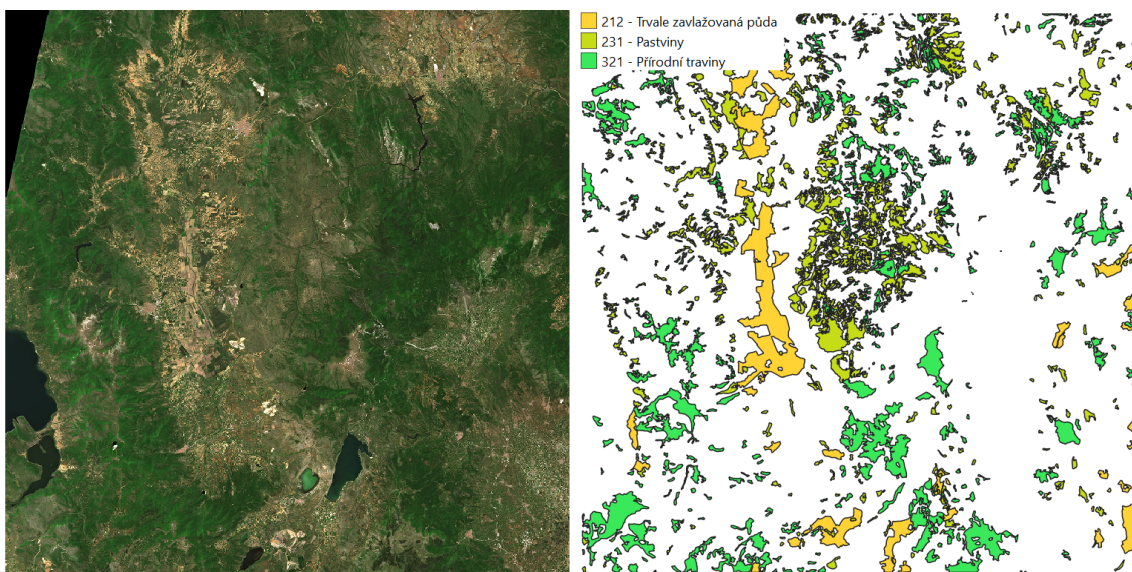 212 - Trvale zavlažovaná půda
231 - Pastviny
321 - Přírodní traviny